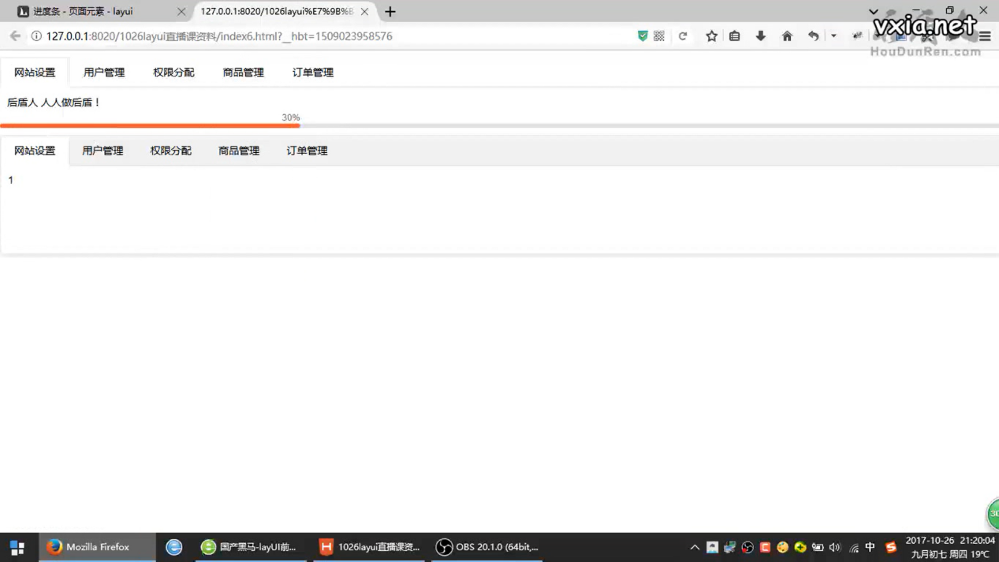 进度条 - 页面元素 - layui
127.0.0.1:8020/1026layui%E7%9B%B
vxia.net
127.0.0.1:8020/1026layui直播课资料/index6.html?__hbt=1509023958576
HouDunRen.com
网站设置 用户管理 权限分配 商品管理 订单管理
后盾人 人人做后盾！
30%
网站设置 用户管理 权限分配 商品管理 订单管理
1
30
Mozilla Firefox 国产黑马-layUI前... 1026layui直播课资... OBS 20.1.0 (64bit,... 中 2017-10-26 21:20:04
九月初七 周四 19℃